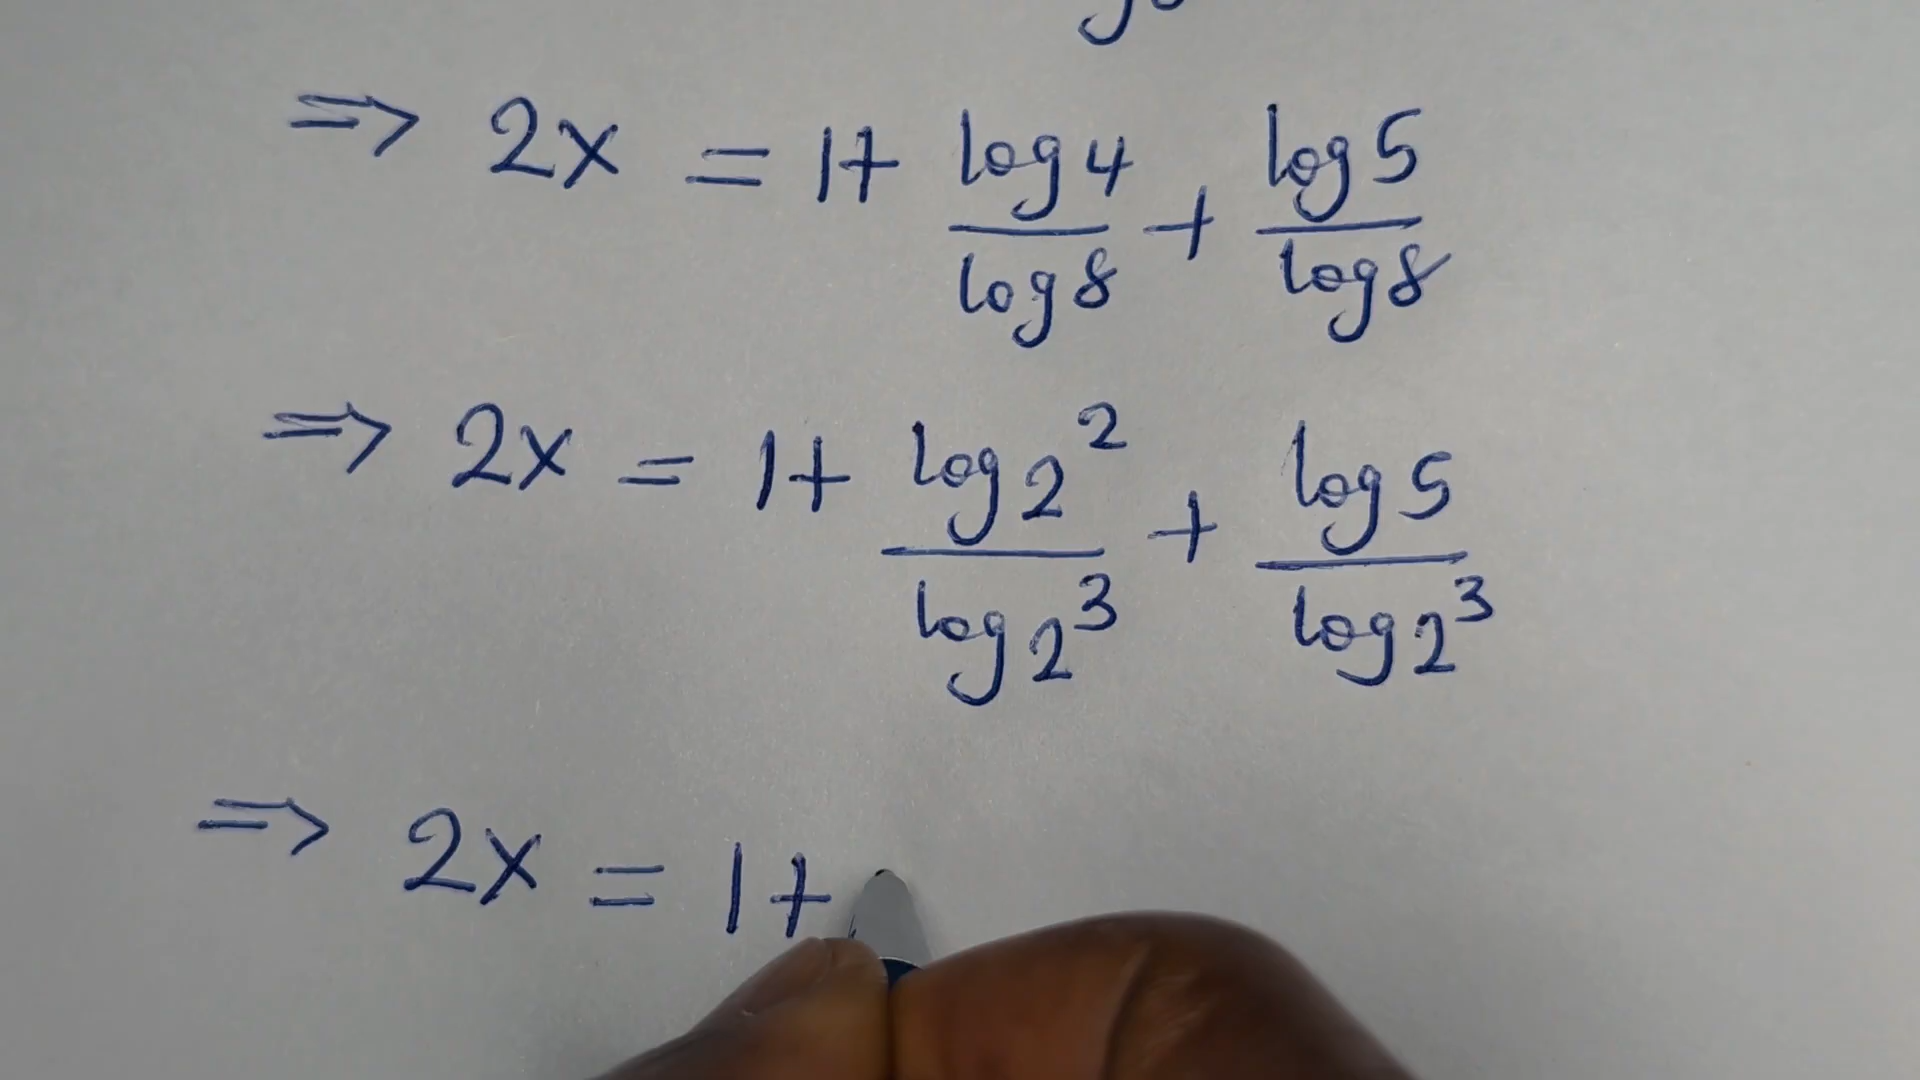 ⇒ 2x = 1+ log4/log8 + log5/log8
⇒ 2x = 1+ log2²/log2³ + log5/log2³
⇒ 2x = 1+